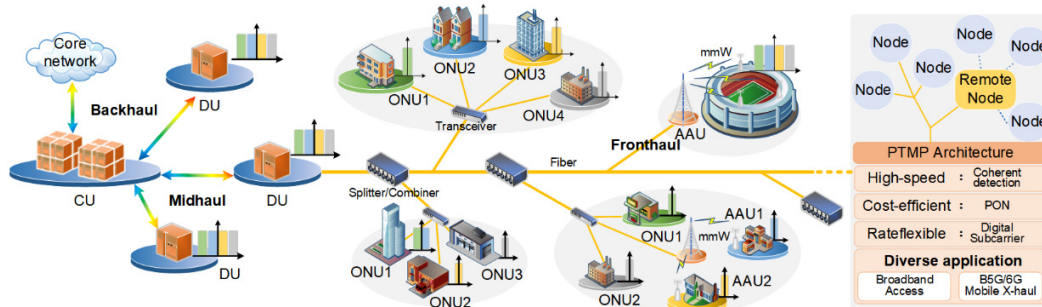 Core
network
Backhaul
DU
CU
Midhaul
DU
DU
ONU1
ONU2
ONU3
ONU4
Transceiver
Splitter/Combiner
Fiber
Fronthaul
mmW
AAU
ONU1
ONU2
ONU3
ONU1
ONU2
mmW
AAU1
AAU2
Node
Node
Node
Node
Node
Remote
Node
Node
PTMP Architecture
High-speed : Coherent
detection
Cost-efficient : PON
Rateflexible : Digital
Subcarrier
Diverse application
Broadband
Access
B5G/6G
Mobile X-haul